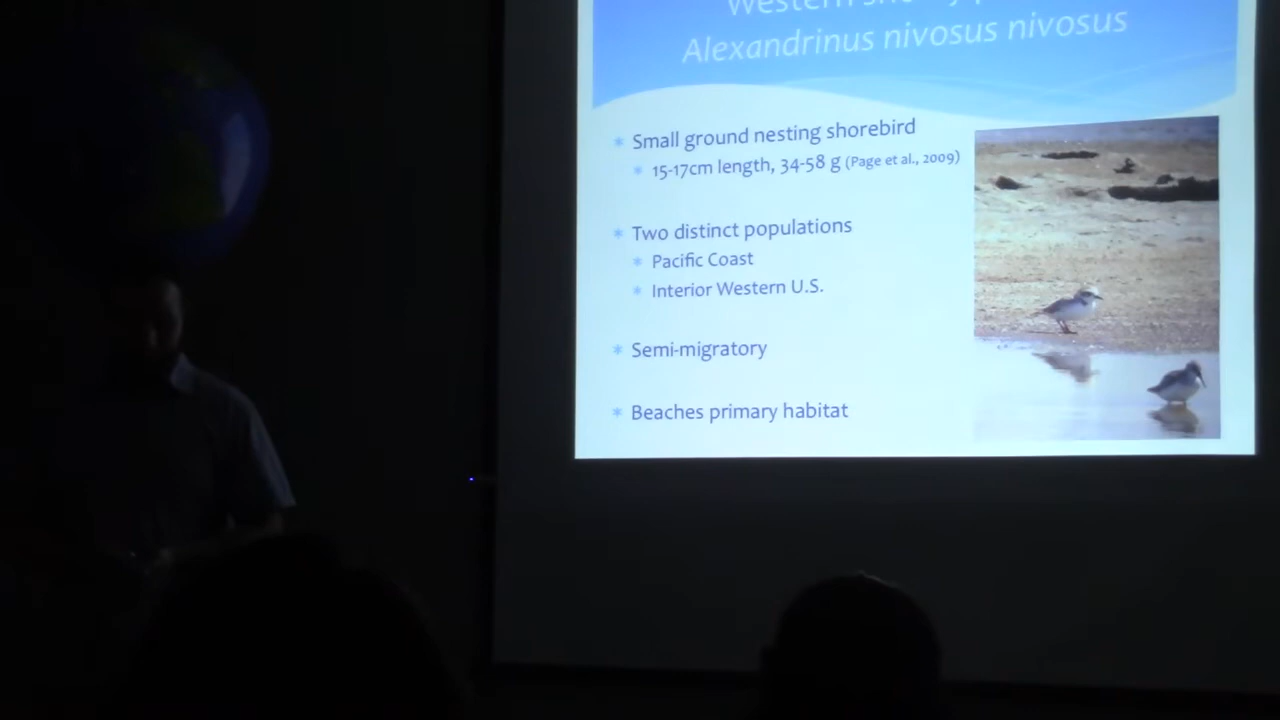 Western
Alexandrinus nivosus nivosus
* Small ground nesting shorebird
* 15-17cm length, 34-58 g (Page et al., 2009)
* Two distinct populations
* Pacific Coast
* Interior Western U.S.
* Semi-migratory
* Beaches primary habitat